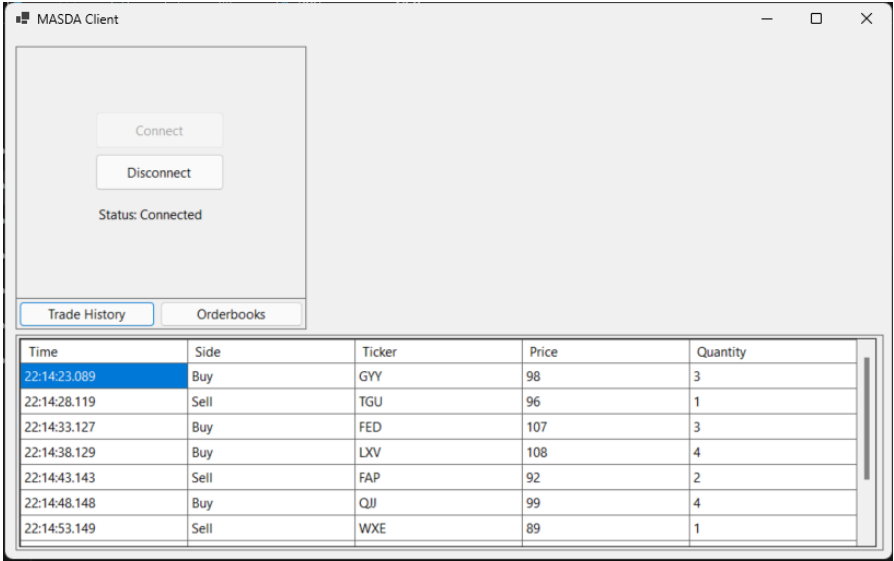 MASDA Client
Connect
Disconnect
Status: Connected
Trade History Orderbooks
Time Side Ticker Price Quantity
22:14:23.089 Buy GYY 98 3
22:14:28.119 Sell TGU 96 1
22:14:33.127 Buy FED 107 3
22:14:38.129 Buy LXV 108 4
22:14:43.143 Sell FAP 92 2
22:14:48.148 Buy QJJ 99 4
22:14:53.149 Sell WXE 89 1